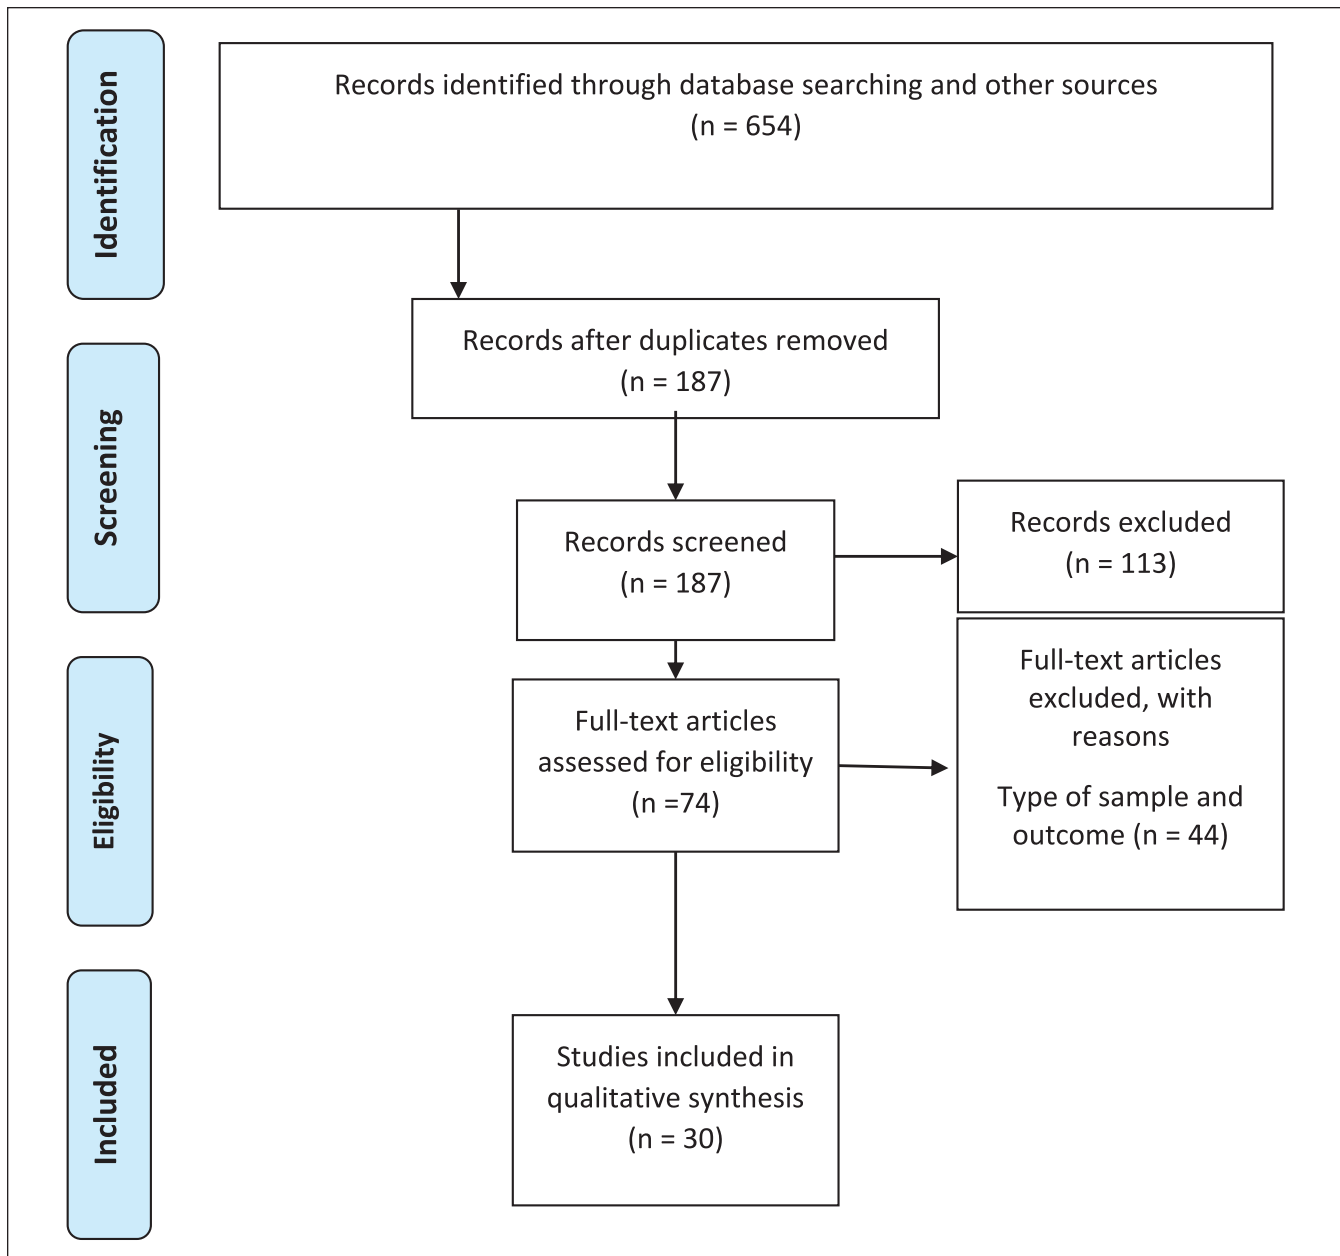 Identification
Records identified through database searching and other sources
(n = 654)
Records after duplicates removed
(n = 187)
Screening
Records screened
(n = 187)
Records excluded
(n = 113)
Eligibility
Full-text articles
assessed for eligibility
(n =74)
Full-text articles
excluded, with
reasons
Type of sample and
outcome (n = 44)
Included
Studies included in
qualitative synthesis
(n = 30)